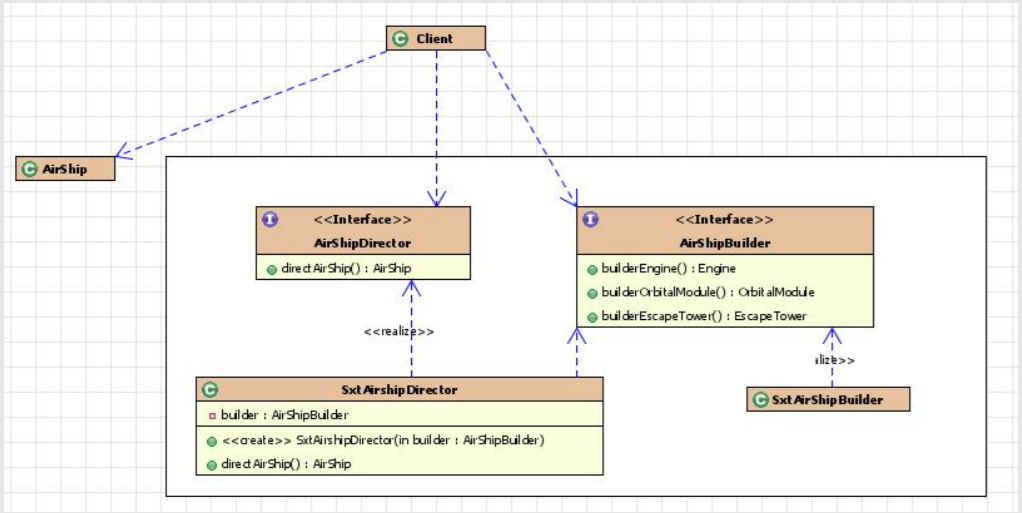 Client
AirShip
<<Interface>>
AirShipDirector
directAirShip() : AirShip
<<Interface>>
AirShipBuilder
builderEngine() : Engine
builderOrbitalModule() : OrbitalModule
builderEscapeTower() : EscapeTower
<<realize>>
alize>>
SxtAirshipDirector
builder : AirShipBuilder
<<create>> SxtAirshipDirector(in builder : AirShipBuilder)
directAirShip() : AirShip
SxtAirShipBuilder